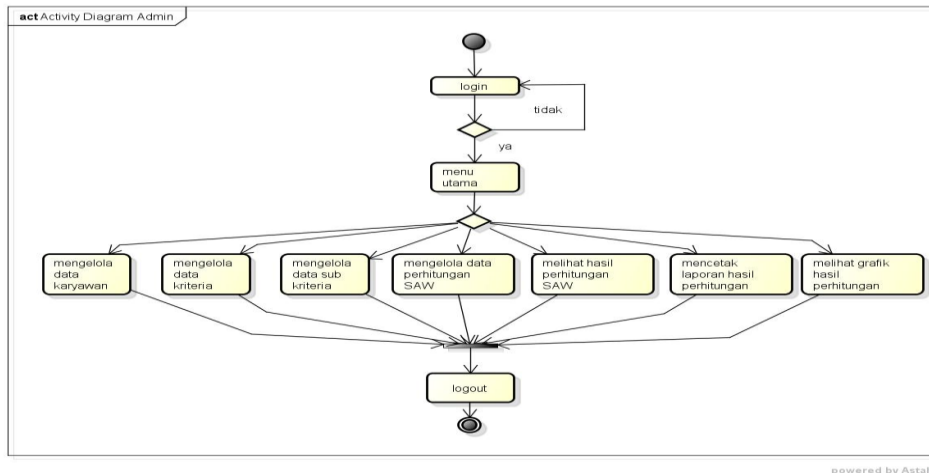 act Activity Diagram Admin
login
tidak
ya
menu
utama
mengelola
data
karyawan
mengelola
data
kriteria
mengelola
data sub
kriteria
mengelola data
perhitungan
SAW
melihat hasil
perhitungan
SAW
mencetak
laporan hasil
perhitungan
melihat grafik
hasil
perhitungan
logout
powered by Astah